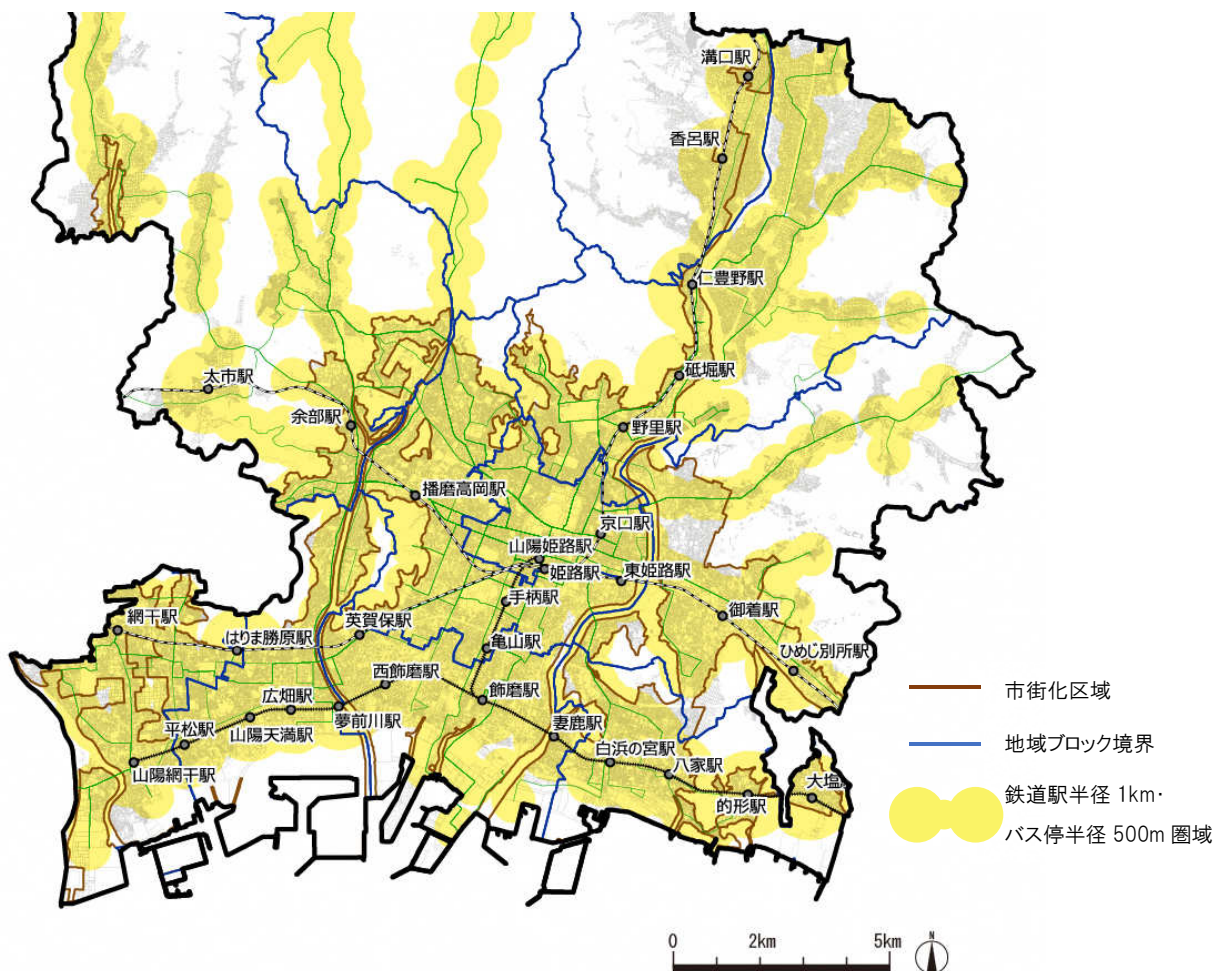 溝口駅
香呂駅
仁豊野駅
太市駅
砥堀駅
余部駅
野里駅
播磨高岡駅
京口駅
山陽姫路駅
姫路駅
東姫路駅
手柄駅
御着駅
網干駅
英賀保駅
はりま勝原駅
亀山駅
ひめじ別所駅
西飾磨駅
広畑駅
飾磨駅
夢前川駅
平松駅
山陽天満駅
妻鹿駅
白浜の宮駅
山陽網干駅
八家駅
大塩
的形駅
市街化区域
地域ブロック境界
鉄道駅半径 1km・
バス停半径 500m 圏域
0 2km 5km
N